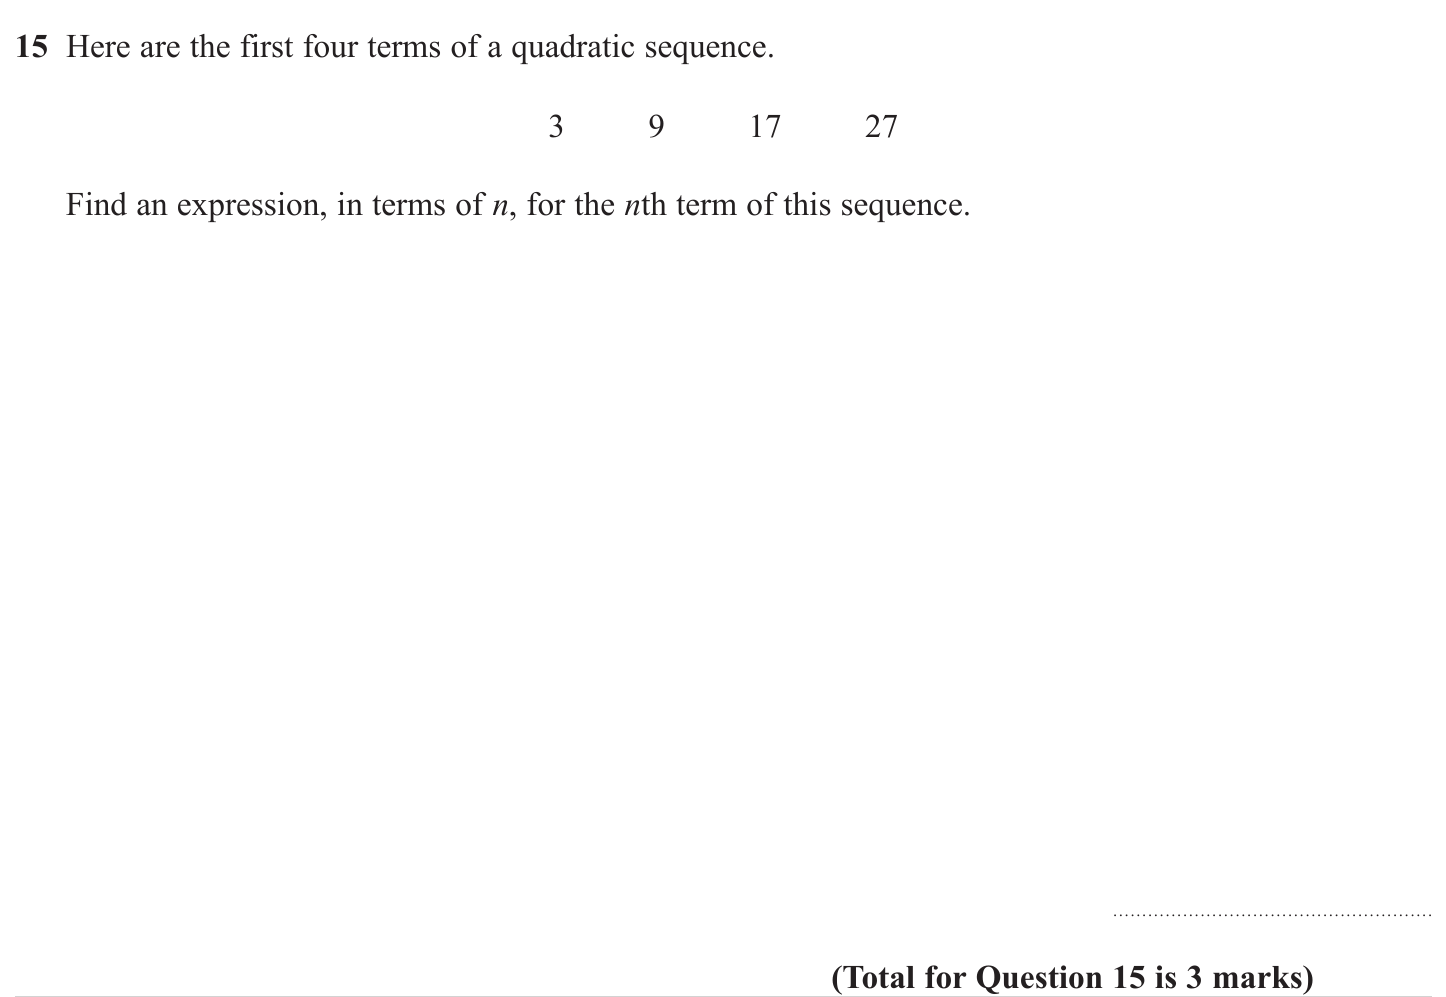 15 Here are the first four terms of a quadratic sequence.
3 9 17 27
Find an expression, in terms of n, for the nth term of this sequence.
.......................................................
(Total for Question 15 is 3 marks)